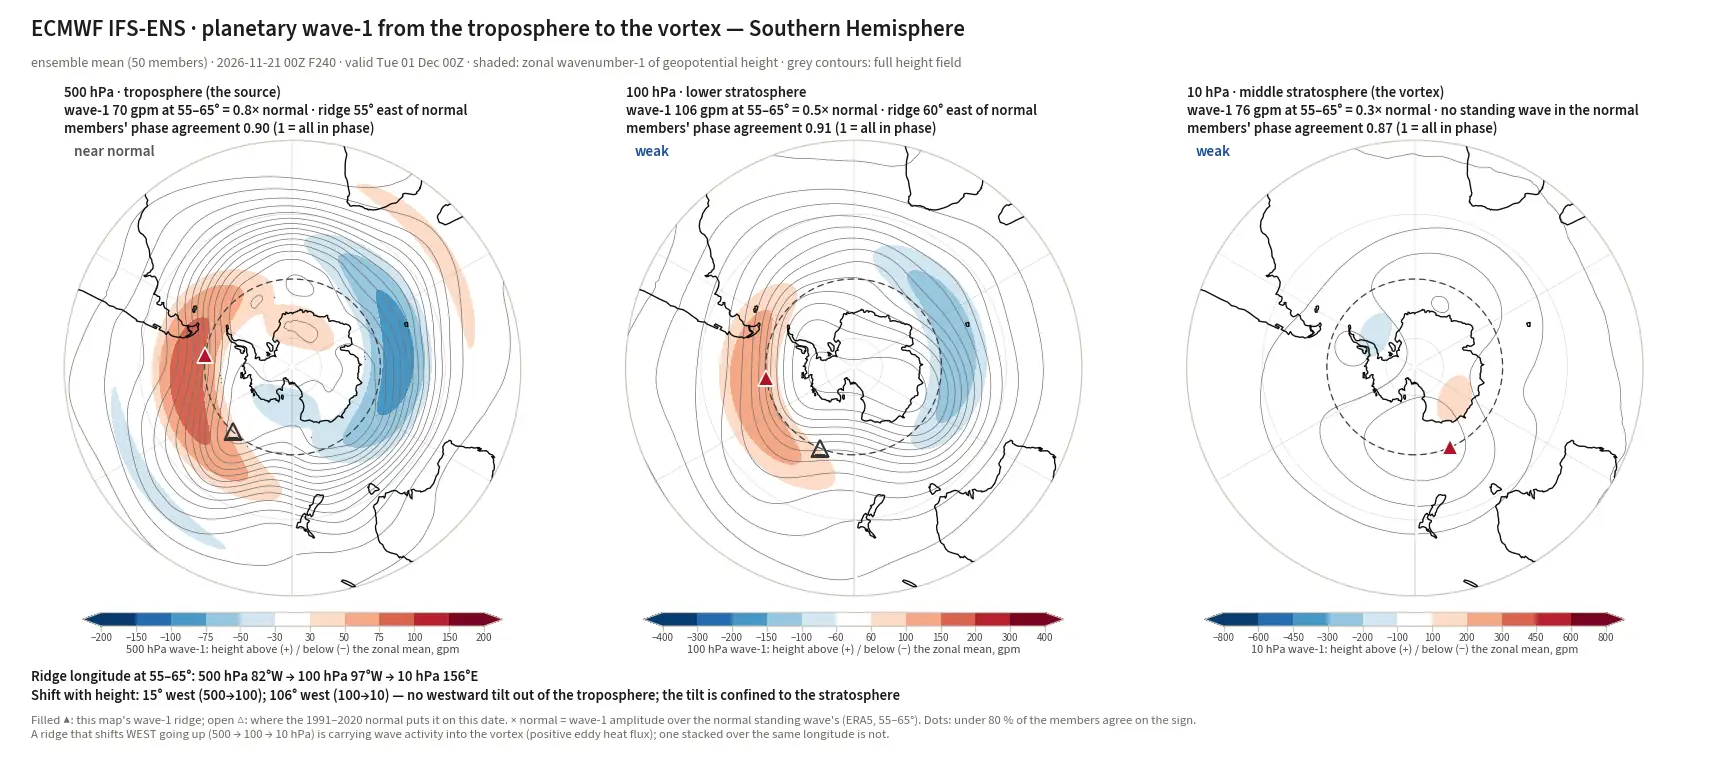 ECMWF IFS-ENS · planetary wave-1 from the troposphere to the vortex — Southern Hemisphere
ensemble mean (50 members) · 2026-11-21 00Z F240 · valid Tue 01 Dec 00Z · shaded: zonal wavenumber-1 of geopotential height · grey contours: full height field
500 hPa · troposphere (the source)
wave-1 70 gpm at 55–65° = 0.8× normal · ridge 55° east of normal
members' phase agreement 0.90 (1 = all in phase)
near normal
100 hPa · lower stratosphere
wave-1 106 gpm at 55–65° = 0.5× normal · ridge 60° east of normal
members' phase agreement 0.91 (1 = all in phase)
weak
10 hPa · middle stratosphere (the vortex)
wave-1 76 gpm at 55–65° = 0.3× normal · no standing wave in the normal
members' phase agreement 0.87 (1 = all in phase)
weak
−200 −150 −100 −75 −50 −30 30 50 75 100 150 200
500 hPa wave-1: height above (+) / below (−) the zonal mean, gpm
−400 −300 −200 −150 −100 −60 60 100 150 200 300 400
100 hPa wave-1: height above (+) / below (−) the zonal mean, gpm
−800 −600 −450 −300 −200 −100 100 200 300 450 600 800
10 hPa wave-1: height above (+) / below (−) the zonal mean, gpm
Ridge longitude at 55–65°: 500 hPa 82°W → 100 hPa 97°W → 10 hPa 156°E
Shift with height: 15° west (500→100); 106° west (100→10) — no westward tilt out of the troposphere; the tilt is confined to the stratosphere
Filled ▲: this map's wave-1 ridge; open △: where the 1991–2020 normal puts it on this date. × normal = wave-1 amplitude over the normal standing wave's (ERA5, 55–65°). Dots: under 80 % of the members agree on the sign.
A ridge that shifts WEST going up (500 → 100 → 10 hPa) is carrying wave activity into the vortex (positive eddy heat flux); one stacked over the same longitude is not.